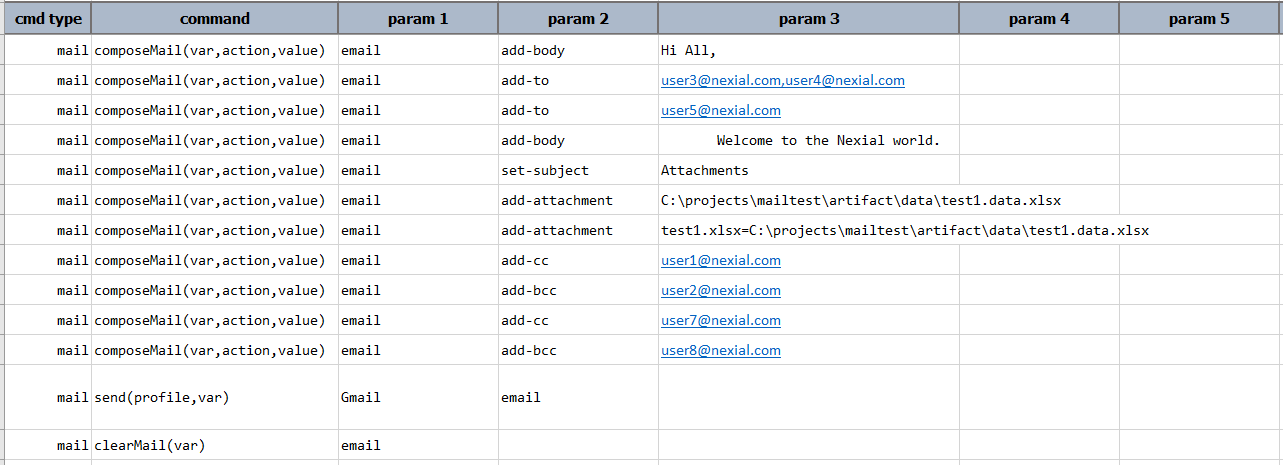 cmd type command param 1 param 2 param 3 param 4 param 5
mail composeMail(var,action,value) email add-body Hi All,
mail composeMail(var,action,value) email add-to user3@nexial.com,user4@nexial.com
mail composeMail(var,action,value) email add-to user5@nexial.com
mail composeMail(var,action,value) email add-body Welcome to the Nexial world.
mail composeMail(var,action,value) email set-subject Attachments
mail composeMail(var,action,value) email add-attachment C:\projects\mailtest\artifact\data\test1.data.xlsx
mail composeMail(var,action,value) email add-attachment test1.xlsx=C:\projects\mailtest\artifact\data\test1.data.xlsx
mail composeMail(var,action,value) email add-cc user1@nexial.com
mail composeMail(var,action,value) email add-bcc user2@nexial.com
mail composeMail(var,action,value) email add-cc user7@nexial.com
mail composeMail(var,action,value) email add-bcc user8@nexial.com
mail send(profile,var) Gmail email
mail clearMail(var) email